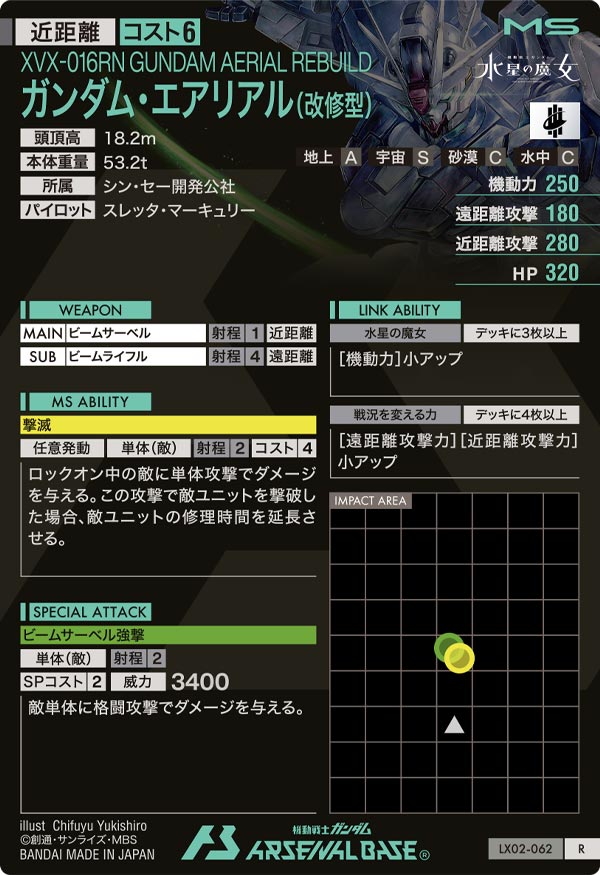 近距離 コスト6 MS
XVX-016RN GUNDAM AERIAL REBUILD
ガンダム・エアリアル(改修型)
機動戦士ガンダム
水星の魔女
頭頂高 18.2m
本体重量 53.2t
所属 シン・セー開発公社
パイロット スレッタ・マーキュリー
地上 A 宇宙 S 砂漠 C 水中 C
機動力 250
遠距離攻撃 180
近距離攻撃 280
HP 320
WEAPON
MAIN ビームサーベル 射程 1 近距離
SUB ビームライフル 射程 4 遠距離
MS ABILITY
撃滅
任意発動 単体(敵) 射程 2 コスト 4
ロックオン中の敵に単体攻撃でダメージ
を与える。この攻撃で敵ユニットを撃破し
た場合、敵ユニットの修理時間を延長さ
せる。
SPECIAL ATTACK
ビームサーベル強撃
単体(敵) 射程 2
SPコスト 2 威力 3400
敵単体に格闘攻撃でダメージを与える。
LINK ABILITY
水星の魔女 デッキに3枚以上
[機動力]小アップ
戦況を変える力 デッキに4枚以上
[遠距離攻撃力][近距離攻撃力]
小アップ
IMPACT AREA
illust Chifuyu Yukishiro
©創通・サンライズ・MBS
BANDAI MADE IN JAPAN
機動戦士ガンダム
AB ARSENAL BASE®
LX02-062 R